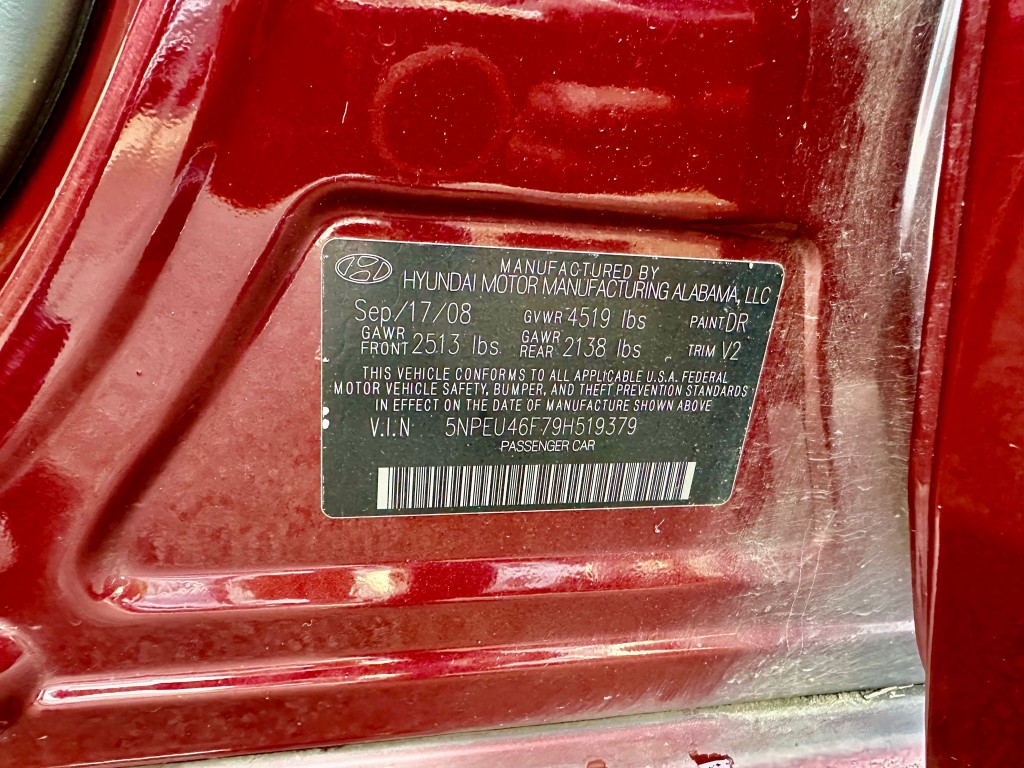 MANUFACTURED BY
HYUNDAI MOTOR MANUFACTURING ALABAMA, LLC
Sep/17/08 GVWR 4519 lbs PAINT DR
GAWR FRONT 2513 lbs GAWR REAR 2138 lbs TRIM V2
THIS VEHICLE CONFORMS TO ALL APPLICABLE U.S.A. FEDERAL
MOTOR VEHICLE SAFETY, BUMPER, AND THEFT PREVENTION STANDARDS
IN EFFECT ON THE DATE OF MANUFACTURE SHOWN ABOVE
V.I.N 5NPEU46F79H519379
PASSENGER CAR